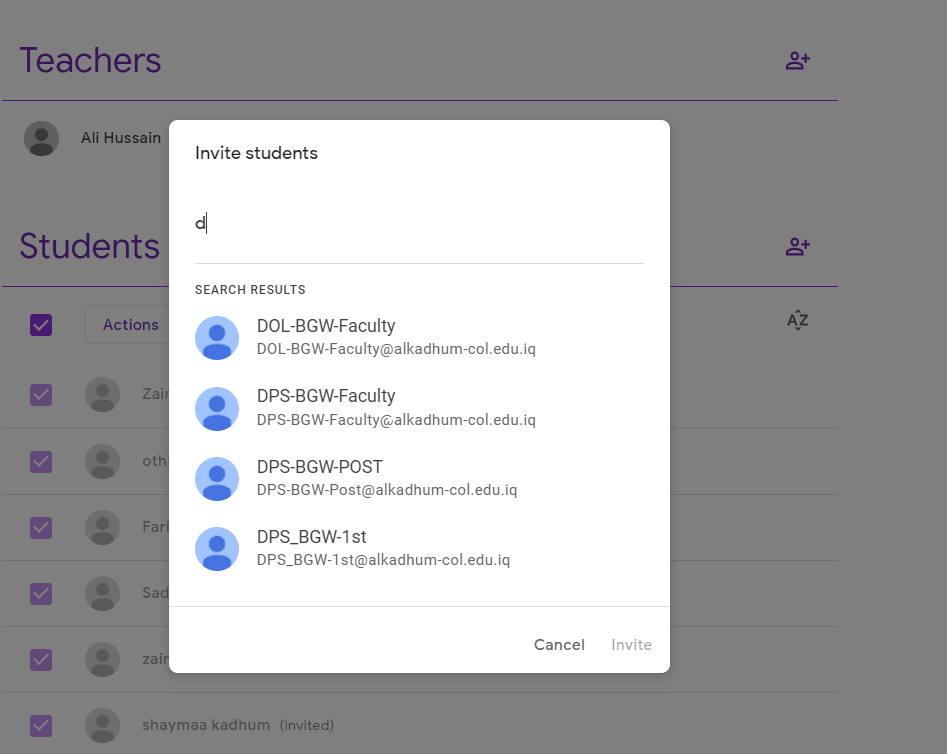 Teachers
Ali Hussain
Invite students
d
Students
SEARCH RESULTS
Actions
DOL-BGW-Faculty
DOL-BGW-Faculty@alkadhum-col.edu.iq
DPS-BGW-Faculty
DPS-BGW-Faculty@alkadhum-col.edu.iq
DPS-BGW-POST
DPS-BGW-Post@alkadhum-col.edu.iq
DPS_BGW-1st
DPS_BGW-1st@alkadhum-col.edu.iq
AZ
Zair
oth
Fari
Sad
zair
Cancel Invite
shaymaa kadhum (invited)